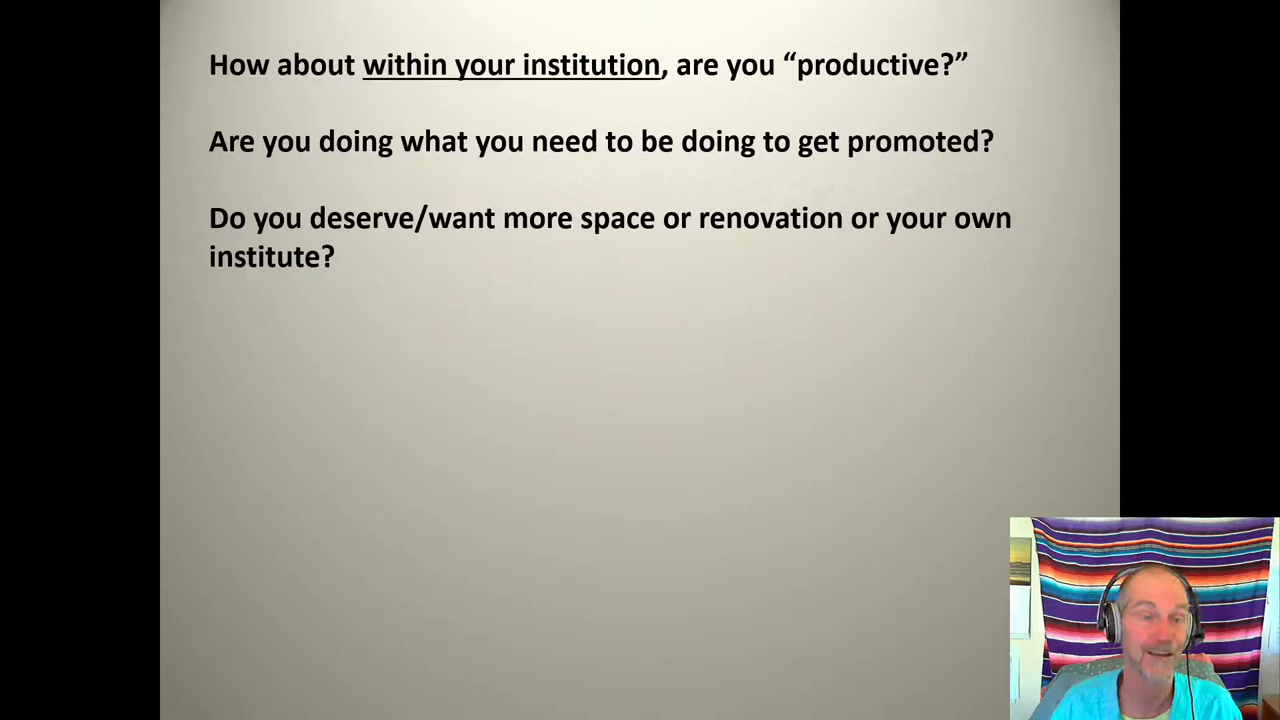 How about within your institution, are you “productive?”
Are you doing what you need to be doing to get promoted?
Do you deserve/want more space or renovation or your own
institute?